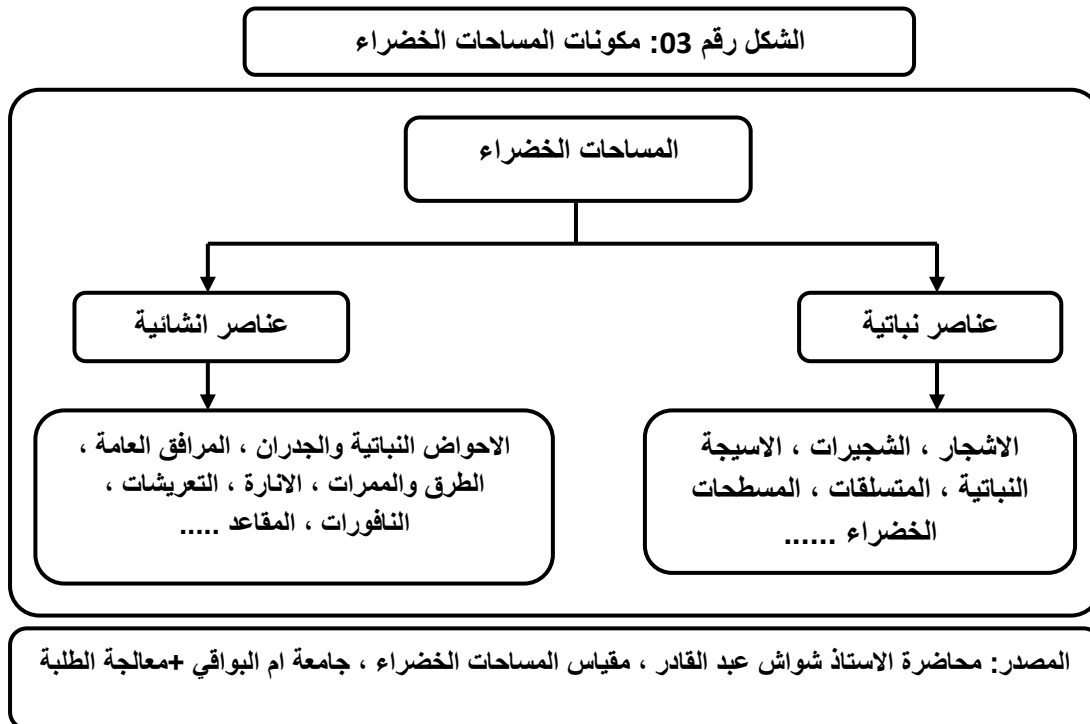 الشكل رقم 03: مكونات المساحات الخضراء
المساحات الخضراء
عناصر نباتية
عناصر انشائية
الاشجار ، الشجيرات ، الاسيجة
النباتية ، المتسلقات ، المسطحات
الخضراء ......
الاحواض النباتية والجدران ، المرافق العامة ،
الطرق والممرات ، الانارة ، التعريشات ،
النافورات ، المقاعد .....
المصدر: محاضرة الاستاذ شواش عبد القادر ، مقياس المساحات الخضراء ، جامعة ام البواقي +معالجة الطلبة